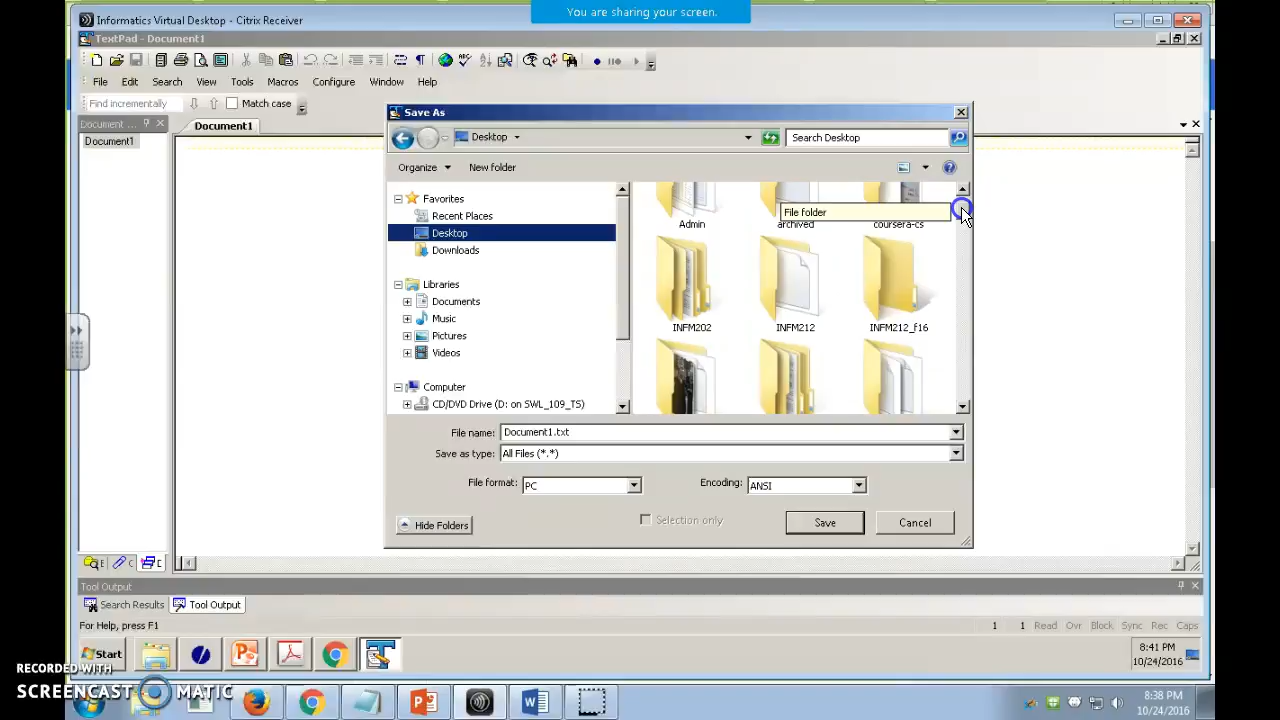 You are sharing your screen.
Informatics Virtual Desktop - Citrix Receiver
TextPad - Document1
File Edit Search View Tools Macros Configure Window Help
Find incrementally Match case
Document ...
Document1
Document1
Save As
Desktop
Search Desktop
Organize New folder
Favorites
Recent Places
Desktop
Downloads
Libraries
Documents
Music
Pictures
Videos
Computer
CD/DVD Drive (D: on SWL_109_TS)
File folder
Admin archived coursera-cs
INFM202 INFM212 INFM212_f16
File name: Document1.txt
Save as type: All Files (*.*)
File format: PC Encoding: ANSI
Hide Folders Selection only Save Cancel
Tool Output
Search Results Tool Output
For Help, press F1 1 1 Read Ovr Block Sync Rec Caps
Start
8:41 PM
10/24/2016
RECORDED WITH
SCREENCAST MATIC
8:38 PM
10/24/2016